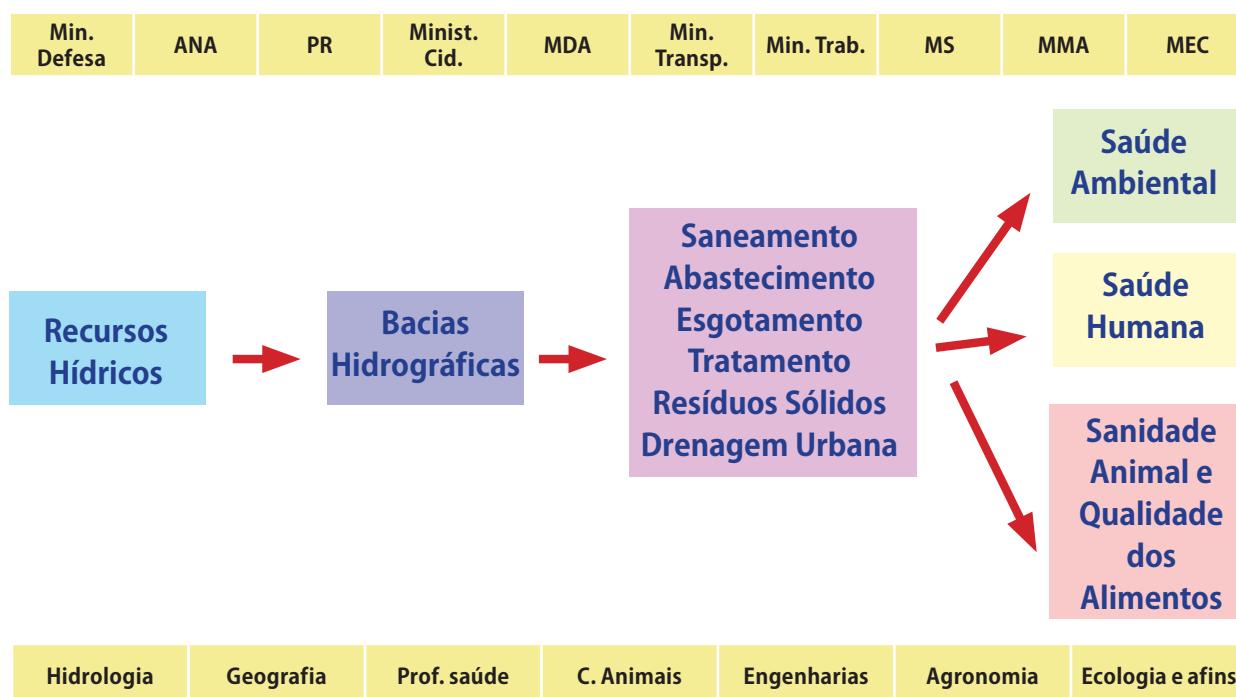 Min. Defesa ANA PR Minist. Cid. MDA Min. Transp. Min. Trab. MS MMA MEC
Saúde
Ambiental
Saneamento
Abastecimento
Esgotamento
Tratamento
Resíduos Sólidos
Drenagem Urbana
Recursos
Hídricos
Bacias
Hidrográficas
Saúde
Humana
Sanidade
Animal e
Qualidade
dos
Alimentos
Hidrologia Geografia Prof. saúde C. Animais Engenharias Agronomia Ecologia e afins